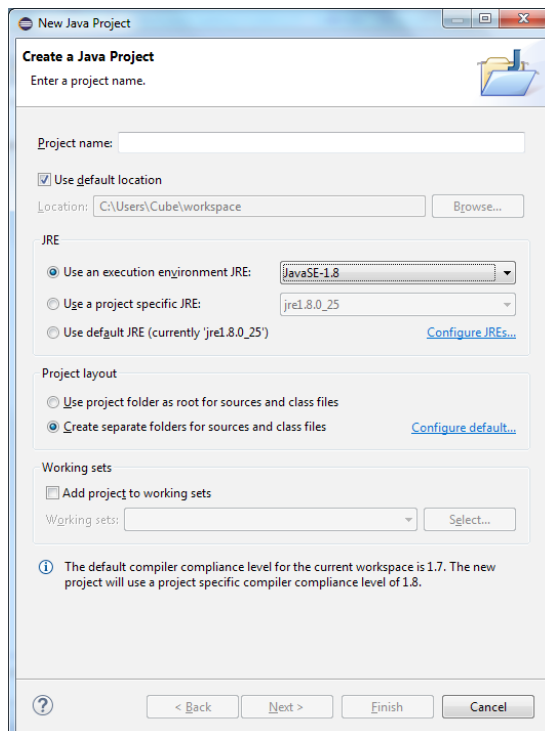 New Java Project
Create a Java Project
Enter a project name.
Project name:
Use default location
Location: C:\Users\Cube\workspace Browse...
JRE
Use an execution environment JRE: JavaSE-1.8
Use a project specific JRE: jre1.8.0_25
Use default JRE (currently 'jre1.8.0_25') Configure JREs...
Project layout
Use project folder as root for sources and class files
Create separate folders for sources and class files Configure default...
Working sets
Add project to working sets
Working sets: Select...
The default compiler compliance level for the current workspace is 1.7. The new
project will use a project specific compiler compliance level of 1.8.
? < Back Next > Finish Cancel